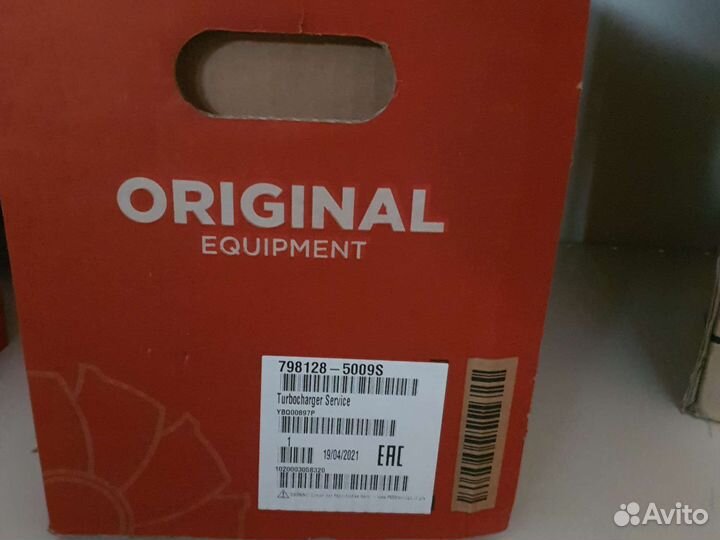 ORIGINAL
EQUIPMENT
798128-5009S
Turbocharger Service
YBQ00897P
1
19/04/2021
EAC
1020003058320
Avito